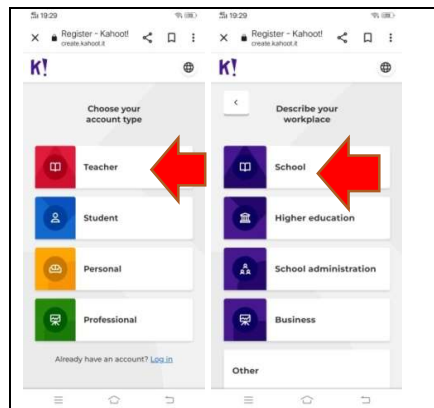 19:29
Register - Kahoot!
create.kahoot.it
K!
Choose your
account type
Teacher
Student
Personal
Professional
Already have an account? Log in
19:29
Register - Kahoot!
create.kahoot.it
K!
Describe your
workplace
School
Higher education
School administration
Business
Other